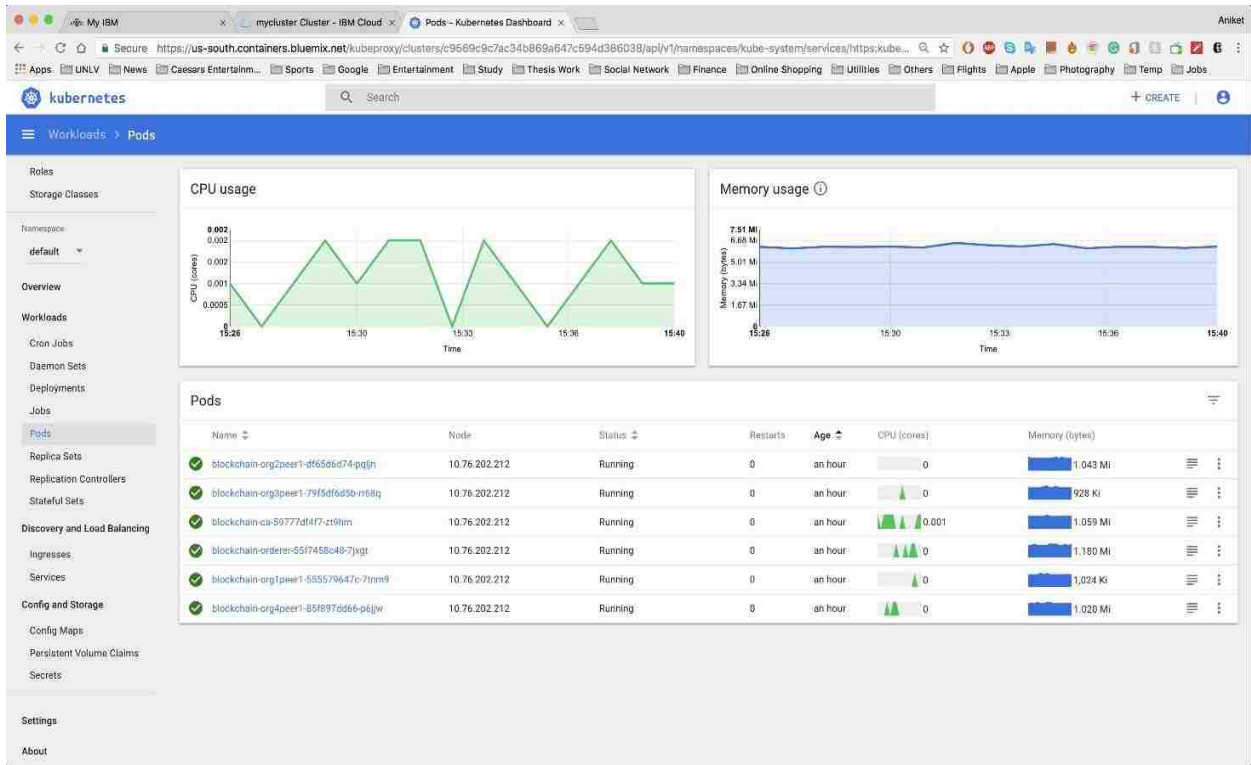 My IBM
mycluster Cluster - IBM Cloud
Pods - Kubernetes Dashboard
Aniket
Secure https://us-south.containers.bluemix.net/kubeproxy/clusters/c9569c9c7ac34b869a647c594d386038/api/v1/namespaces/kube-system/services/https:kube...
Apps UNLV News Caesars Entertainm... Sports Google Entertainment Study Thesis Work Social Network Finance Online Shopping Utilities Others Flights Apple Photography Temp Jobs
kubernetes
Search
+ CREATE
Workloads > Pods
Roles
Storage Classes
Namespace
default
Overview
Workloads
Cron Jobs
Daemon Sets
Deployments
Jobs
Pods
Replica Sets
Replication Controllers
Stateful Sets
Discovery and Load Balancing
Ingresses
Services
Config and Storage
Config Maps
Persistent Volume Claims
Secrets
Settings
About
CPU usage
CPU (cores)
0.002
0.002
0.002
0.001
0.0005
0
15:26 15:30 15:33 15:36 15:40
Time
Memory usage
Memory (bytes)
7.51 Mi
6.68 Mi
5.01 Mi
3.34 Mi
1.67 Mi
0
15:26 15:30 15:33 15:36 15:40
Time
Pods
Name Node Status Restarts Age CPU (cores) Memory (bytes)
blockchain-org2peer1-df65d6d74-pqljn 10.76.202.212 Running 0 an hour 0 1.043 Mi
blockchain-org3peer1-79f5df6d5b-rr68q 10.76.202.212 Running 0 an hour 0 928 Ki
blockchain-ca-59777df4f7-zt9hm 10.76.202.212 Running 0 an hour 0.001 1.059 Mi
blockchain-orderer-55f7458c48-7jxgt 10.76.202.212 Running 0 an hour 0 1.180 Mi
blockchain-org1peer1-555579647c-7tnm9 10.76.202.212 Running 0 an hour 0 1,024 Ki
blockchain-org4peer1-85f897dd66-p6jjw 10.76.202.212 Running 0 an hour 0 1.020 Mi